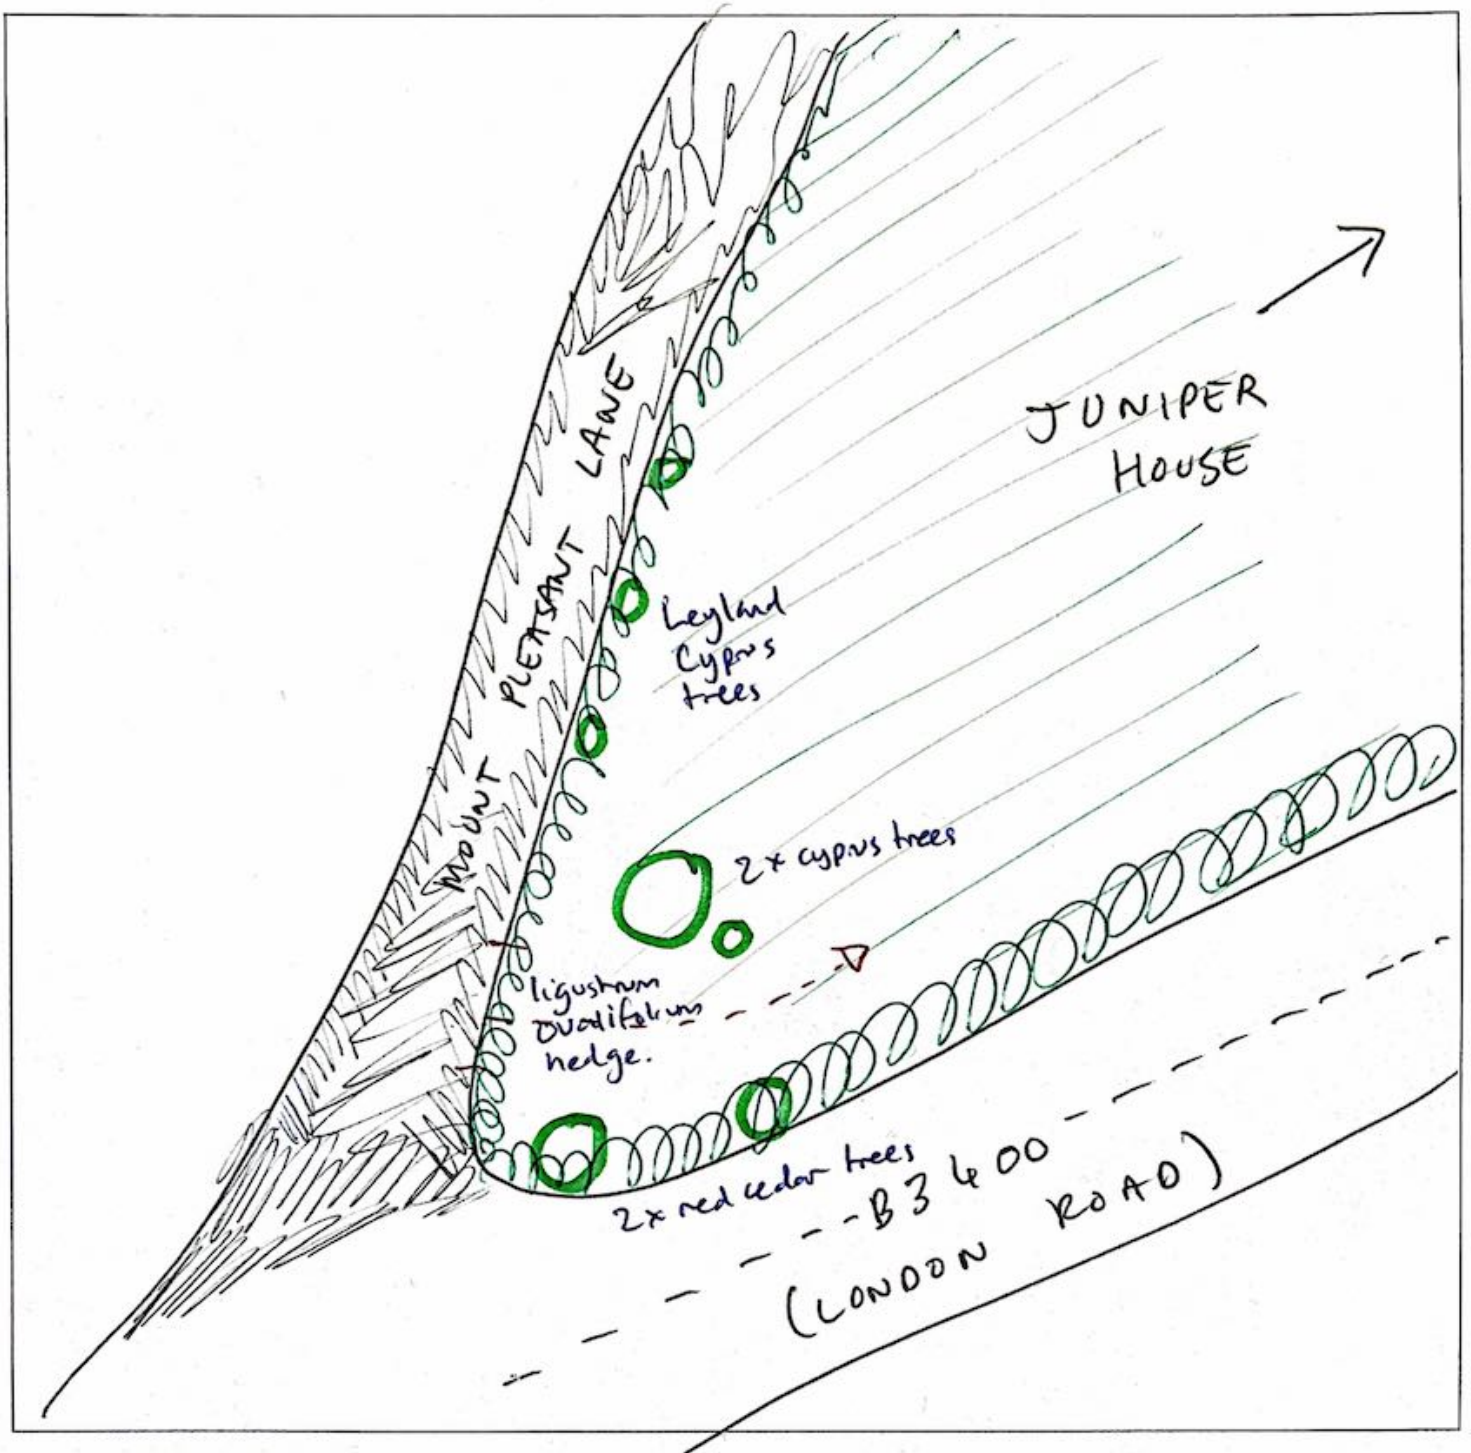 MOUNT PLEASANT LANE
JUNIPER
HOUSE
Leyland
Cyprus
trees
2x cyprus trees
ligustrum
ovalifolium
hedge.
2x red cedar trees
B3400
(LONDON ROAD)